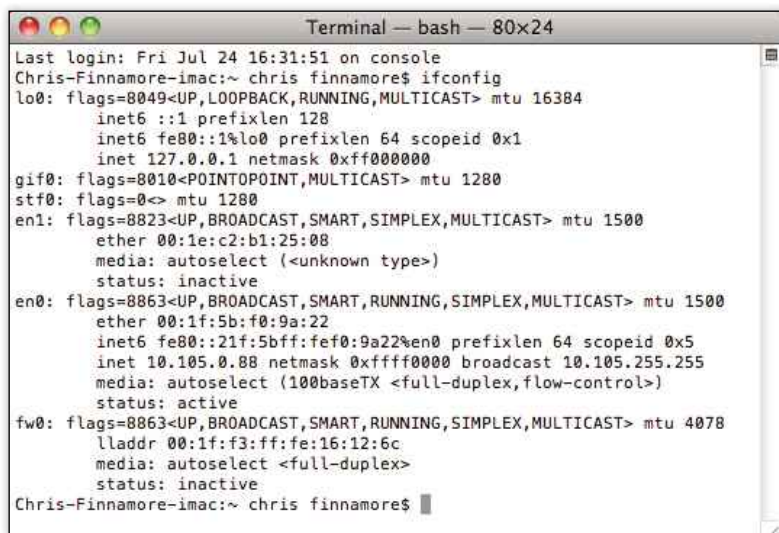 Terminal — bash — 80×24
Last login: Fri Jul 24 16:31:51 on console
Chris-Finnamore-imac:~ chris finnamore$ ifconfig
lo0: flags=8049<UP,LOOPBACK,RUNNING,MULTICAST> mtu 16384
inet6 ::1 prefixlen 128
inet6 fe80::1%lo0 prefixlen 64 scopeid 0x1
inet 127.0.0.1 netmask 0xff000000
gif0: flags=8010<POINTOPOINT,MULTICAST> mtu 1280
stf0: flags=0<> mtu 1280
en1: flags=8823<UP,BROADCAST,SMART,SIMPLEX,MULTICAST> mtu 1500
ether 00:1e:c2:b1:25:08
media: autoselect (<unknown type>)
status: inactive
en0: flags=8863<UP,BROADCAST,SMART,RUNNING,SIMPLEX,MULTICAST> mtu 1500
ether 00:1f:5b:f0:9a:22
inet6 fe80::21f:5bff:fef0:9a22%en0 prefixlen 64 scopeid 0x5
inet 10.105.0.88 netmask 0xffff0000 broadcast 10.105.255.255
media: autoselect (100baseTX <full-duplex,flow-control>)
status: active
fw0: flags=8863<UP,BROADCAST,SMART,RUNNING,SIMPLEX,MULTICAST> mtu 4078
lladdr 00:1f:f3:ff:fe:16:12:6c
media: autoselect <full-duplex>
status: inactive
Chris-Finnamore-imac:~ chris finnamore$